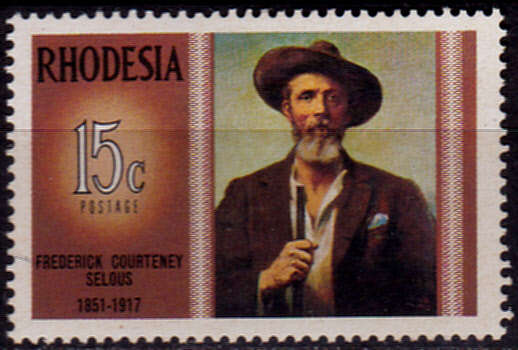 RHODESIA
15c
POSTAGE
FREDERICK COURTENEY
SELOUS
1851-1917